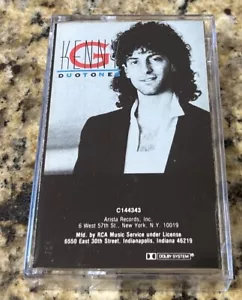 KENNY
G
DUOTONES
C144343
Arista Records, Inc.
6 West 57th St., New York, N.Y. 10019
Mfd. by RCA Music Service under License
6550 East 30th Street, Indianapolis, Indiana 46219
DOLBY SYSTEM